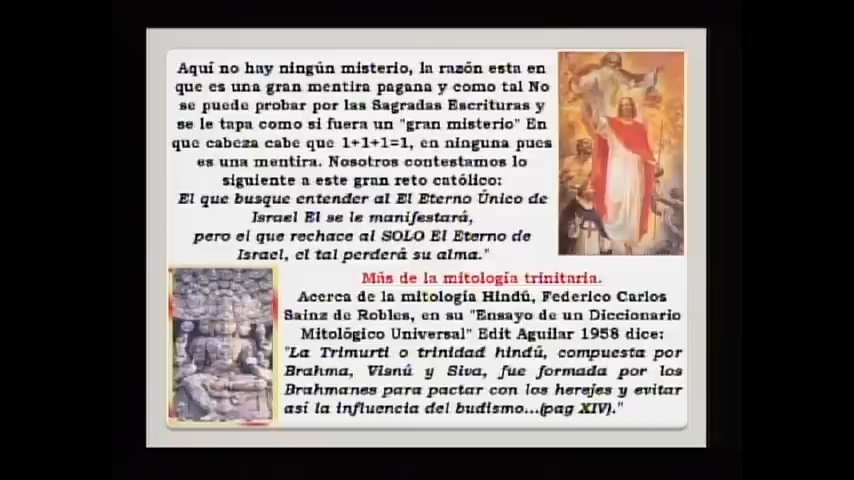 Aquí no hay ningún misterio, la razón esta en
que es una gran mentira pagana y como tal No
se puede probar por las Sagradas Escrituras y
se le tapa como si fuera un "gran misterio" En
que cabeza cabe que 1+1+1=1, en ninguna pues
es una mentira. Nosotros contestamos lo
siguiente a este gran reto católico:
El que busque entender al El Eterno Único de
Israel El se le manifestará,
pero el que rechace al SOLO El Eterno de
Israel, el tal perderá su alma."
Más de la mitología trinitaria.
Acerca de la mitología Hindú, Federico Carlos
Sainz de Robles, en su "Ensayo de un Diccionario
Mitológico Universal" Edit Aguilar 1958 dice:
"La Trimurti o trinidad hindú, compuesta por
Brahma, Visnú y Siva, fue formada por los
Brahmanes para pactar con los herejes y evitar
así la influencia del budismo...(pag XIV)."